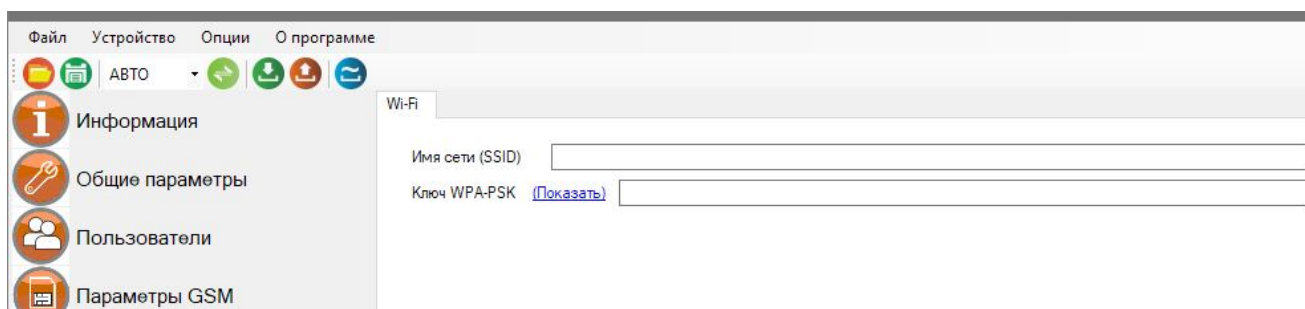 Файл Устройство Опции О программе
АВТО
Информация
Общие параметры
Пользователи
Параметры GSM
Wi-Fi
Имя сети (SSID)
Ключ WPA-PSK (Показать)